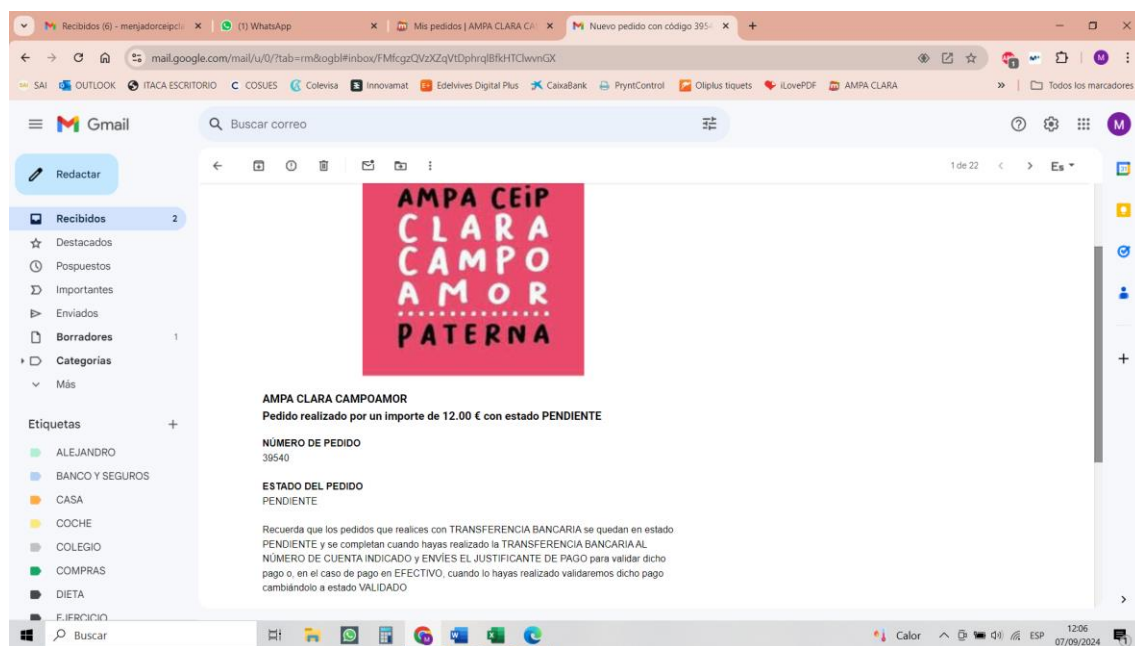 Recibidos (6) - menjadorceipcla
(1) WhatsApp
Mis pedidos | AMPA CLARA CA
Nuevo pedido con código 3954
mail.google.com/mail/u/0/?tab=rm&ogbl#inbox/FMfcgzQVzXZqVtDphrqlBfkHTClwvnGX
SAI
OUTLOOK
ITACA ESCRITORIO
COSUES
Colevisa
Innovamat
Edelvives Digital Plus
CaixaBank
PryntControl
Oliplus tiquets
iLovePDF
AMPA CLARA
»
Todos los marcadores
Gmail
Buscar correo
M
Redactar
1 de 22
Es
Recibidos 2
Destacados
Pospuestos
Importantes
Enviados
Borradores 1
Categorías
Más
Etiquetas +
ALEJANDRO
BANCO Y SEGUROS
CASA
COCHE
COLEGIO
COMPRAS
DIETA
EJERCICIO
AMPA CEiP
CLARA
CAMPO
AMOR
PATERNA
AMPA CLARA CAMPOAMOR
Pedido realizado por un importe de 12.00 € con estado PENDIENTE
NÚMERO DE PEDIDO
39540
ESTADO DEL PEDIDO
PENDIENTE
Recuerda que los pedidos que realices con TRANSFERENCIA BANCARIA se quedan en estado
PENDIENTE y se completan cuando hayas realizado la TRANSFERENCIA BANCARIA AL
NÚMERO DE CUENTA INDICADO y ENVÍES EL JUSTIFICANTE DE PAGO para validar dicho
pago o, en el caso de pago en EFECTIVO, cuando lo hayas realizado validaremos dicho pago
cambiándolo a estado VALIDADO
Buscar
Calor
ESP
12:06
07/09/2024